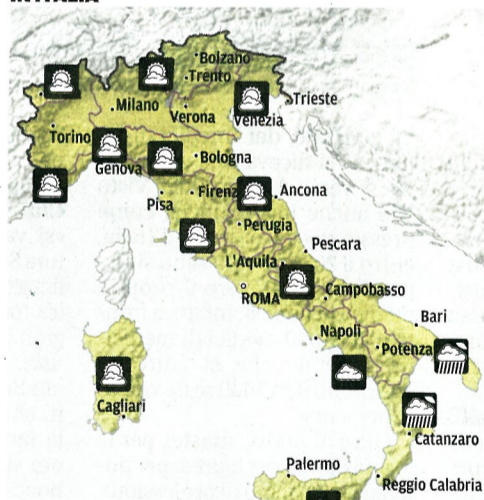 IN ITALIA
Bolzano
Trento
Milano
Verona
Venezia
Trieste
Torino
Genova
Bologna
Pisa
Firenz
Ancona
Perugia
Pescara
L'Aquila
ROMA
Campobasso
Bari
Napoli
Potenza
Cagliari
Catanzaro
Palermo
Reggio Calabria